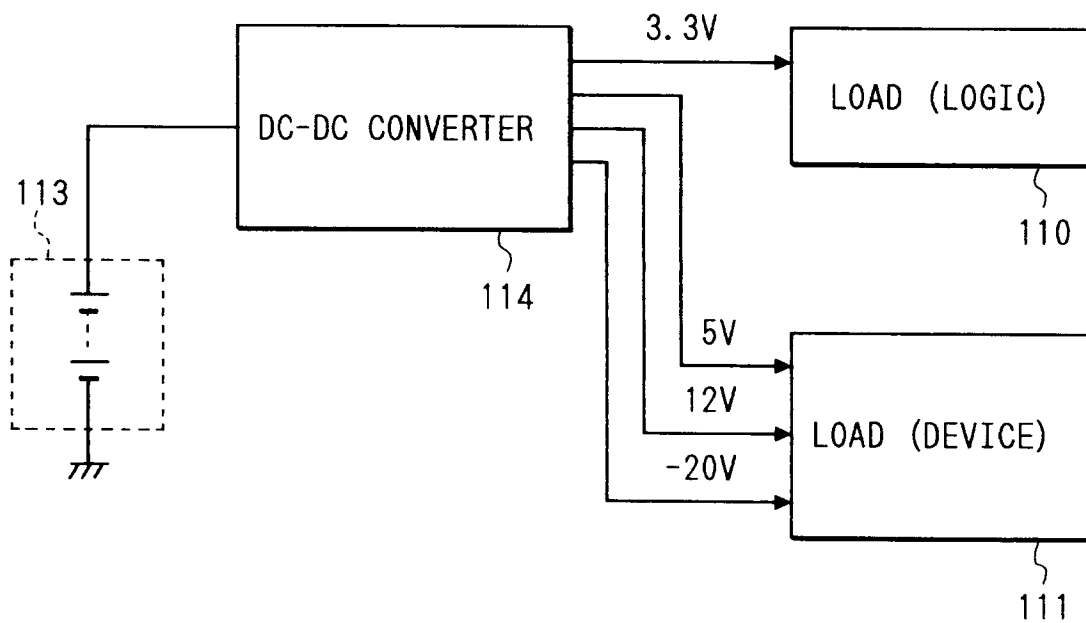 3.3V
LOAD (LOGIC)
DC-DC CONVERTER
113
110
114
5V
12V
LOAD (DEVICE)
-20V
111